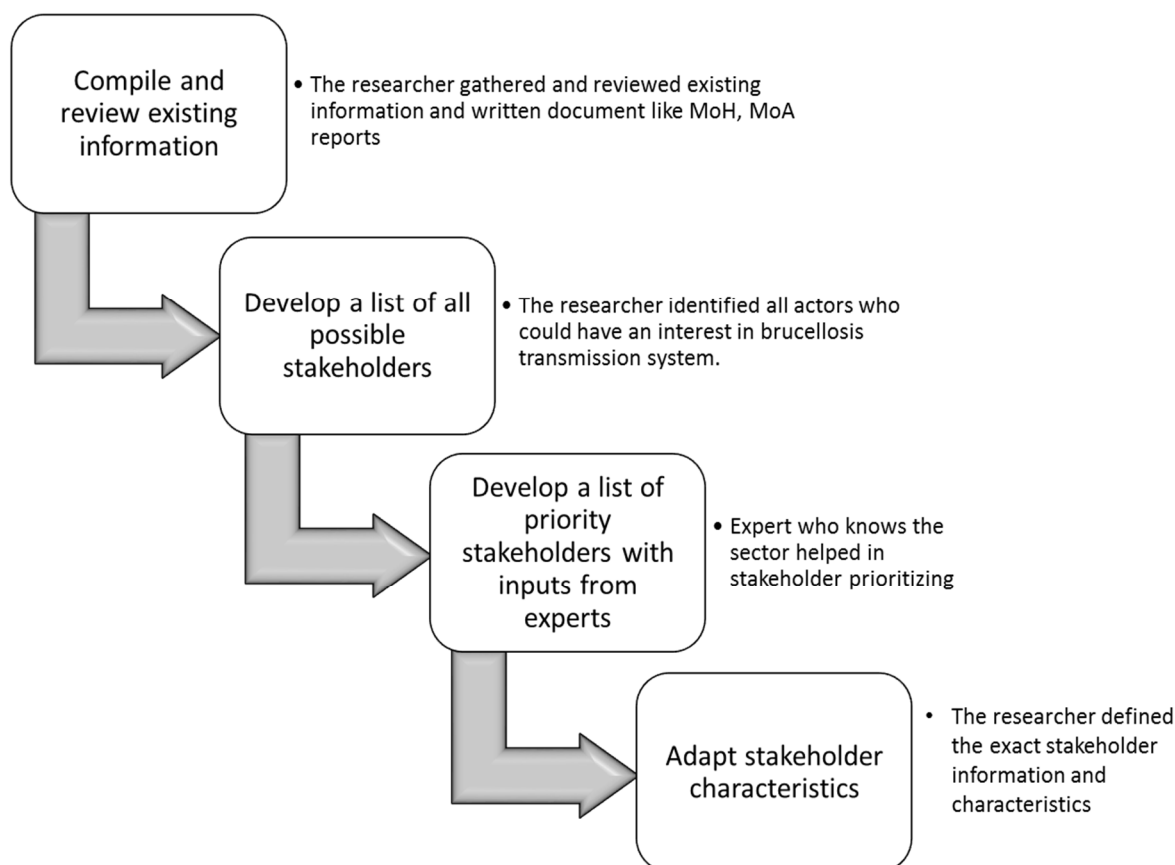 Compile and
review existing
information
• The researcher gathered and reviewed existing
information and written document like MoH, MoA
reports
Develop a list of all
possible
stakeholders
• The researcher identified all actors who
could have an interest in brucellosis
transmission system.
Develop a list of
priority
stakeholders with
inputs from
experts
• Expert who knows the
sector helped in
stakeholder prioritizing
Adapt stakeholder
characteristics
• The researcher defined
the exact stakeholder
information and
characteristics